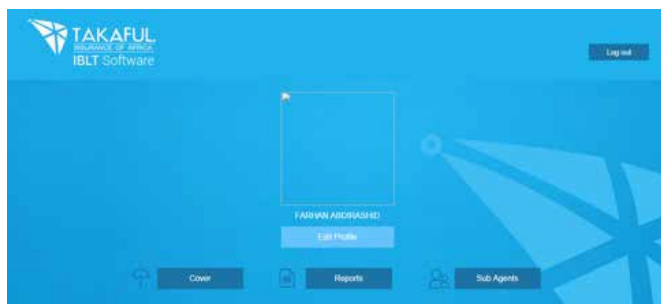 TAKAFUL
INSURANCE OF AFRICA
IBLT Software
Log out
FARHAN ABDIRASHID
Edit Profile
Cover
Reports
Sub Agents